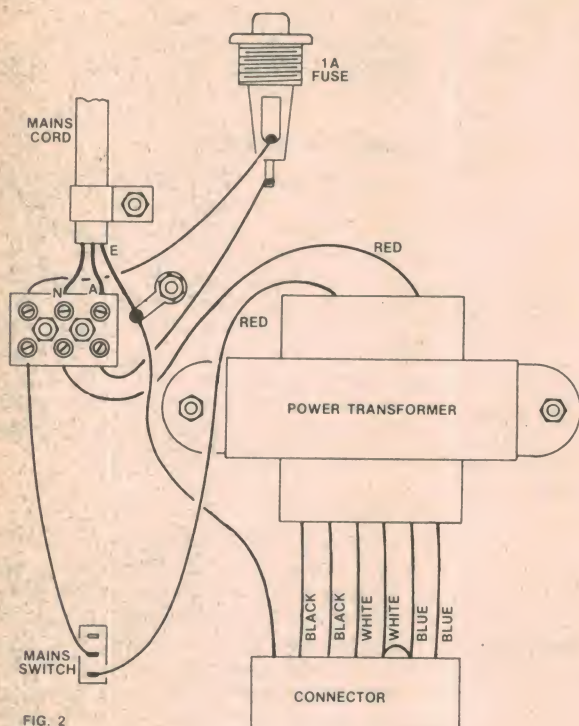 1A
FUSE
MAINS
CORD
E
N
A
RED
RED
POWER TRANSFORMER
BLACK
BLACK
WHITE
WHITE
BLUE
BLUE
MAINS
SWITCH
CONNECTOR
FIG. 2